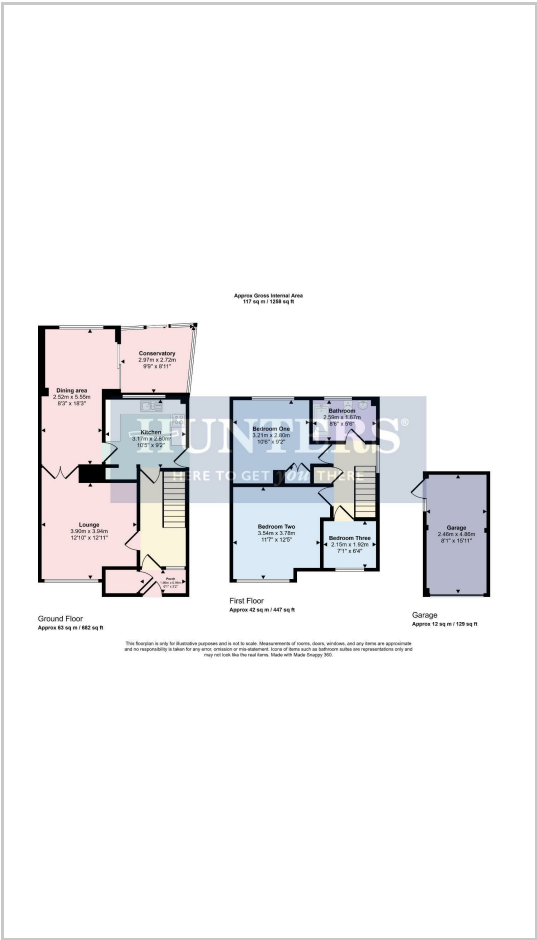 Approx Gross Internal Area
117 sq m / 1258 sq ft
Conservatory
2.97m x 2.72m
9'9" x 8'11"
Dining area
2.52m x 5.55m
8'3" x 18'3"
Kitchen
3.17m x 2.80m
10'5" x 9'2"
Bedroom One
3.21m x 2.80m
10'6" x 9'2"
Bathroom
2.59m x 1.67m
8'6" x 5'6"
HUNTERS®
HERE TO GET you THERE
Lounge
3.90m x 3.94m
12'10" x 12'11"
Bedroom Two
3.54m x 3.78m
11'7" x 12'5"
Bedroom Three
2.15m x 1.92m
7'1" x 6'4"
Garage
2.46m x 4.86m
8'1" x 15'11"
Porch
Ground Floor
Approx 63 sq m / 682 sq ft
First Floor
Approx 42 sq m / 447 sq ft
Garage
Approx 12 sq m / 129 sq ft
This floorplan is only for illustrative purposes and is not to scale. Measurements of rooms, doors, windows, and any items are approximate
and no responsibility is taken for any error, omission or mis-statement. Icons of items such as bathroom suites are representations only and
may not look like the real items. Made with Made Snappy 360.